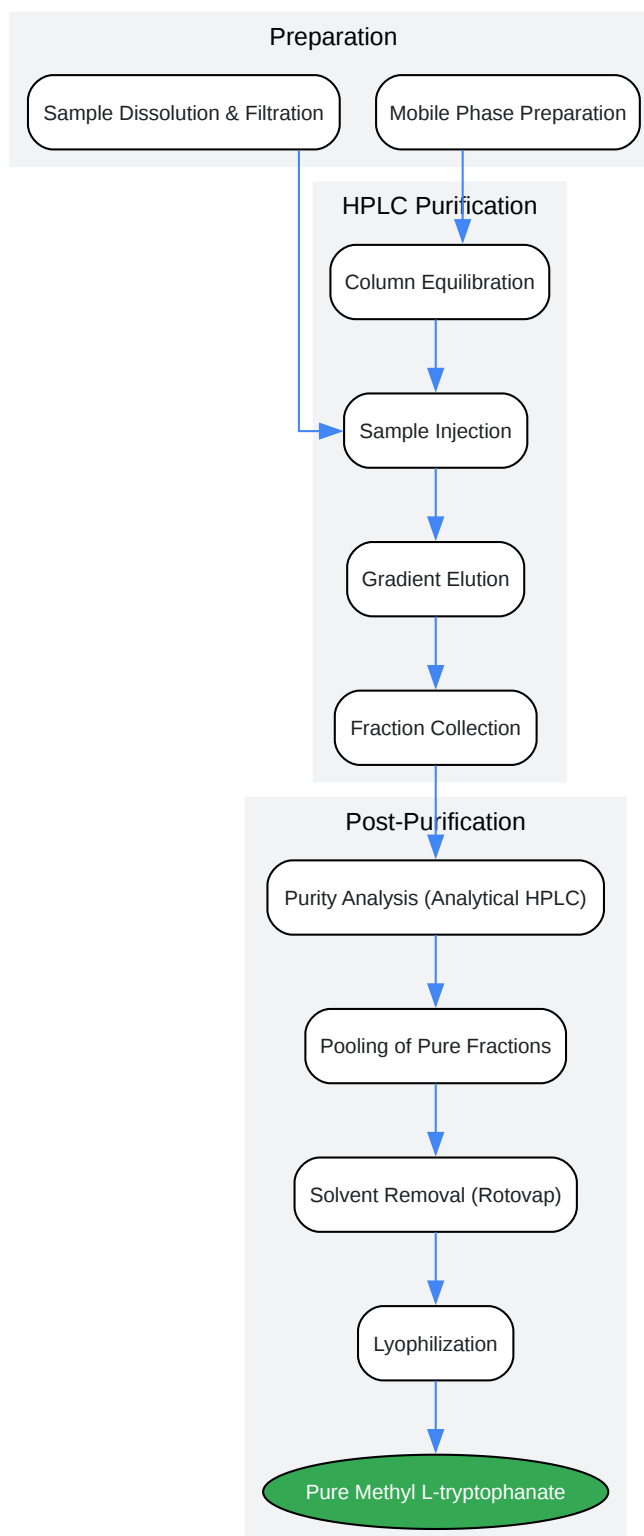 Preparation
Sample Dissolution & Filtration
Mobile Phase Preparation
HPLC Purification
Column Equilibration
Sample Injection
Gradient Elution
Fraction Collection
Post-Purification
Purity Analysis (Analytical HPLC)
Pooling of Pure Fractions
Solvent Removal (Rotovap)
Lyophilization
Pure Methyl L-tryptophanate